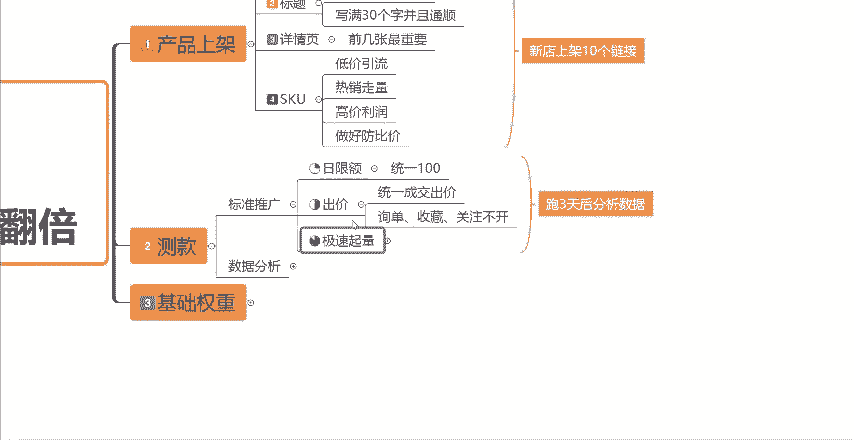 2 标题
写满30个字并且通顺
1 产品上架
3 详情页
前几张最重要
新店上架10个链接
低价引流
热销走量
4 SKU
高价利润
做好防比价
日限额
统一100
统一成交出价
标准推广
出价
跑3天后分析数据
询单、收藏、关注不开
翻倍
2 测款
极速起量
数据分析
3 基础权重